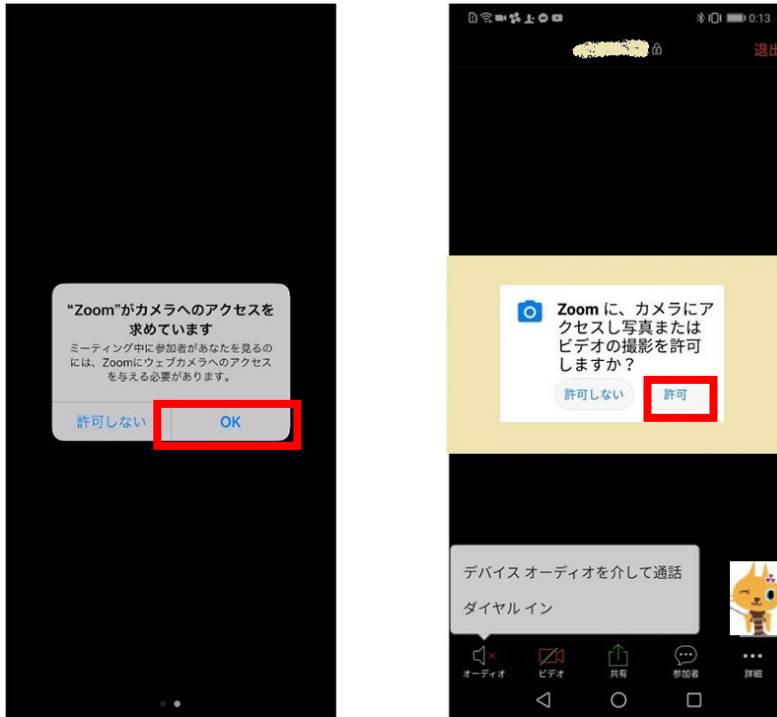 “Zoom”がカメラへのアクセスを
求めています
ミーティング中に参加者があなたを見るの
には、Zoomにウェブカメラへのアクセス
を与える必要があります。
許可しない
OK
0:13
退出
Zoom に、カメラにア
クセスし写真または
ビデオの撮影を許可
しますか？
許可しない
許可
デバイス オーディオを介して通話
ダイヤル イン
オーディオ
ビデオ
共有
参加者
詳細